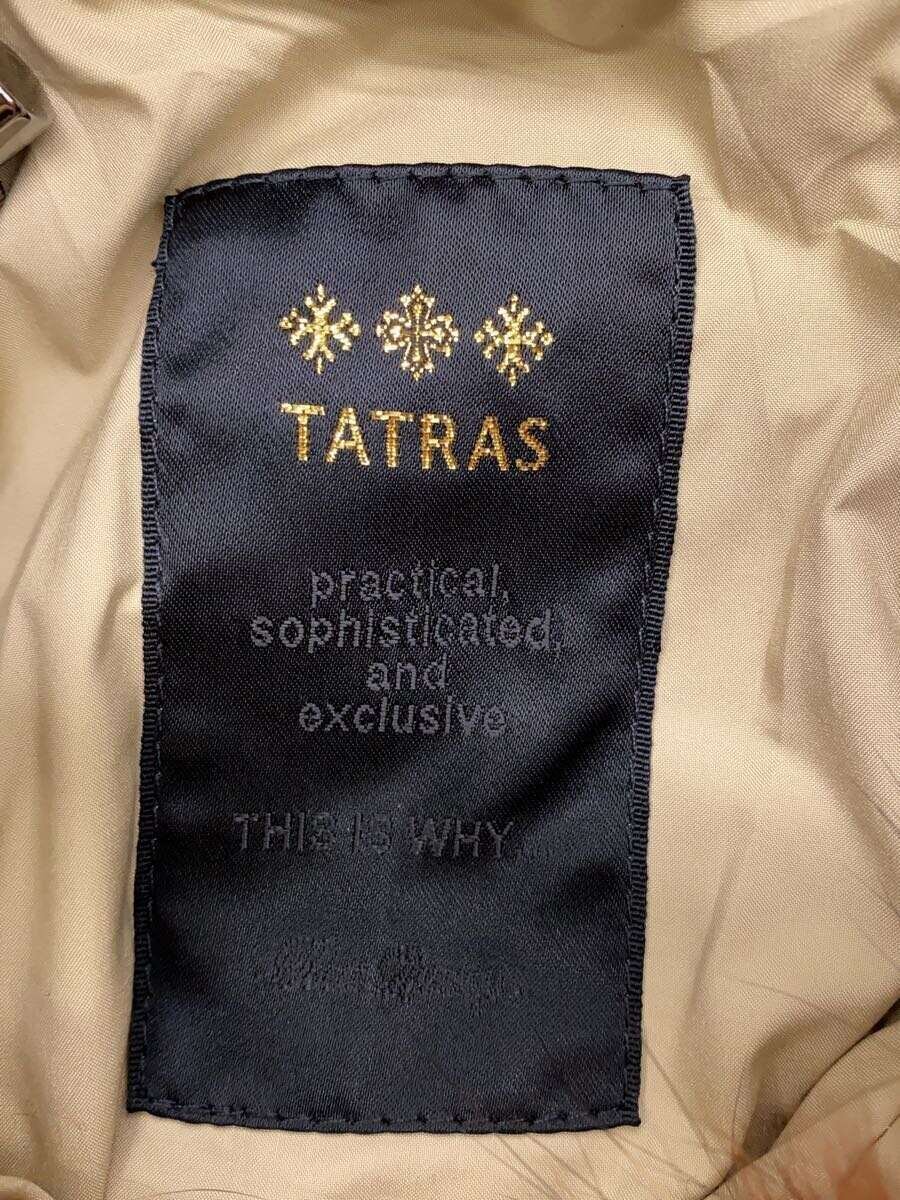 TATRAS
practical,
sophisticated,
and
exclusive
THIS IS WHY...